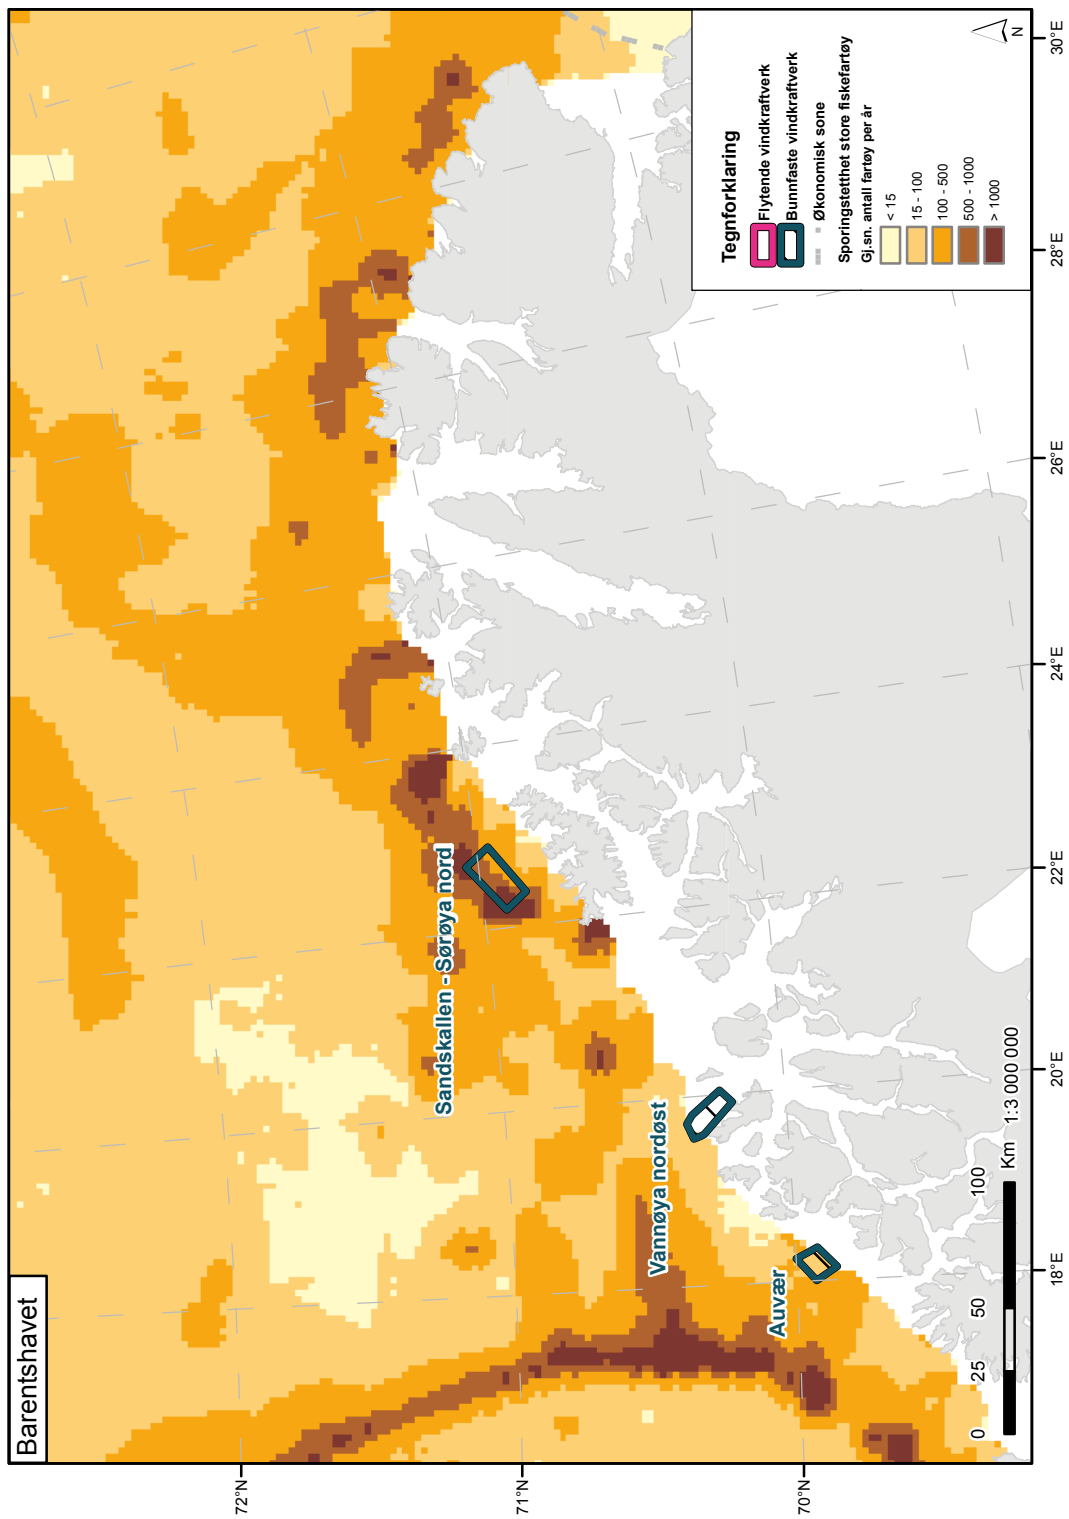 Barentshavet
Sandskallen - Sørøya nord
Vannøya nordøst
Auvær
Tegnforklaring
Flytende vindkraftverk
Bunnfaste vindkraftverk
Økonomisk sone
Sporingstetthet store fiskefartøy
Gj.sn. antall fartøy per år
< 15
15 - 100
100 - 500
500 - 1000
> 1000
N
0 25 50 100
Km 1:3 000 000
72°N
71°N
70°N
18°E
20°E
22°E
24°E
26°E
28°E
30°E